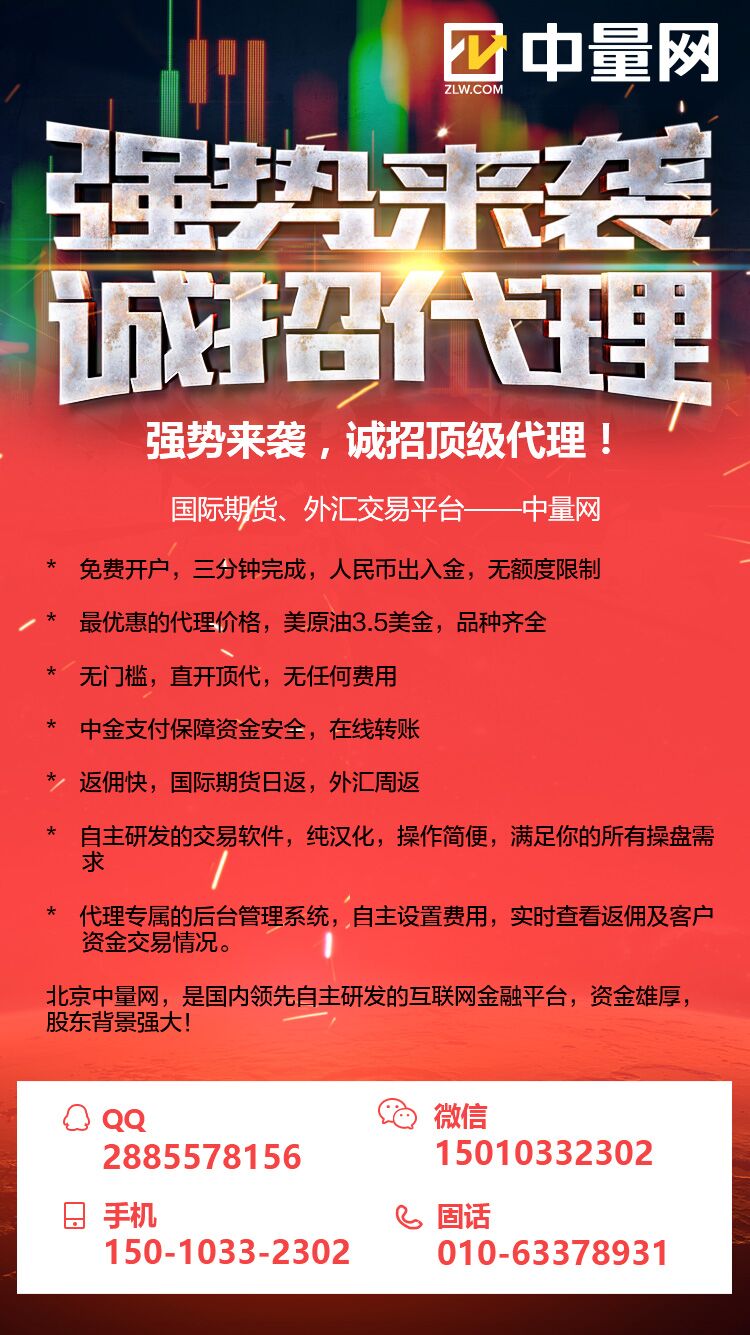 中量网
ZLW.COM
强势来袭
诚招代理
强势来袭，诚招顶级代理！
国际期货、外汇交易平台——中量网
* 免费开户，三分钟完成，人民币出入金，无额度限制
* 最优惠的代理价格，美原油3.5美金，品种齐全
* 无门槛，直开顶代，无任何费用
* 中金支付保障资金安全，在线转账
* 返佣快，国际期货日返，外汇周返
* 自主研发的交易软件，纯汉化，操作简便，满足你的所有操盘需
求
* 代理专属的后台管理系统，自主设置费用，实时查看返佣及客户
资金交易情况。
北京中量网，是国内领先自主研发的互联网金融平台，资金雄厚，
股东背景强大！
QQ
2885578156
微信
15010332302
手机
150-1033-2302
固话
010-63378931